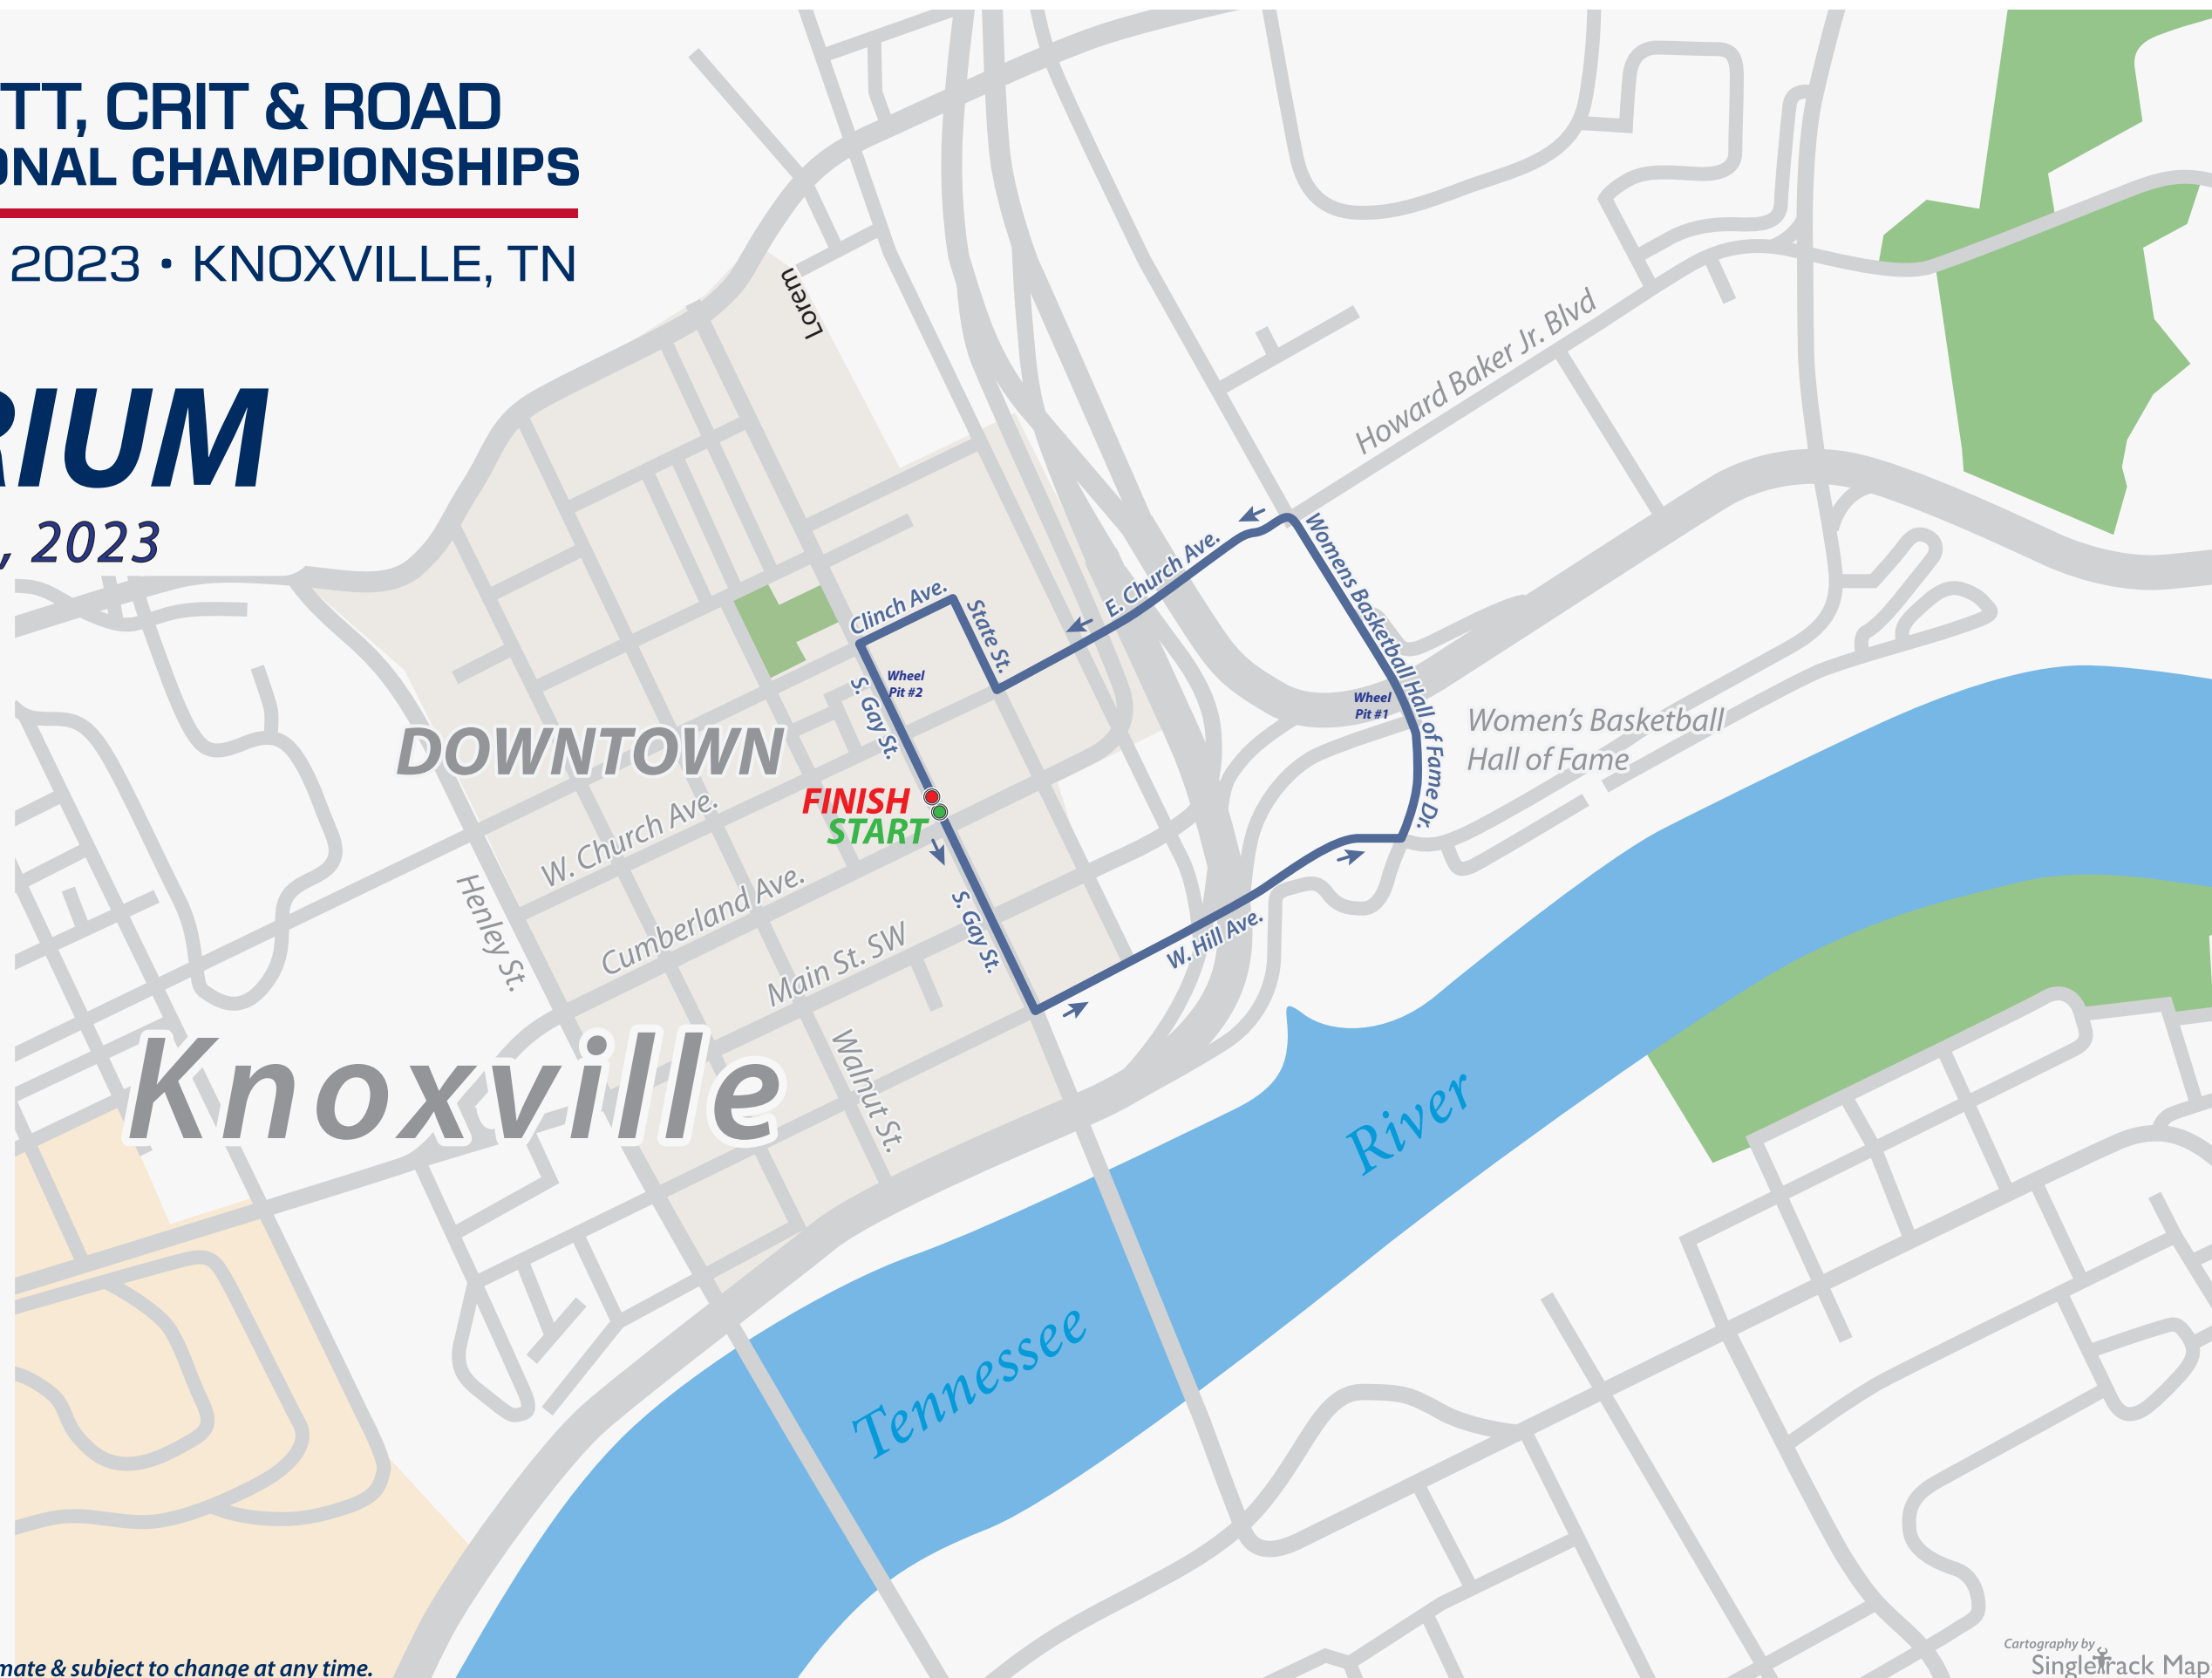 TT, CRIT & ROAD
ONAL CHAMPIONSHIPS
2023 • KNOXVILLE, TN
RIUM
, 2023
Lorem
Howard Baker Jr. Blvd
Womens Basketball Hall of Fame Dr.
E. Church Ave.
Clinch Ave.
State St.
Wheel
Pit #2
S. Gay St.
Wheel
Pit #1
Women's Basketball
Hall of Fame
DOWNTOWN
FINISH
START
W. Church Ave.
Henley St.
Cumberland Ave.
Main St. SW
S. Gay St.
W. Hill Ave.
Walnut St.
Knoxville
River
Tennessee
mate & subject to change at any time.
Cartography by
SingleTrack Map